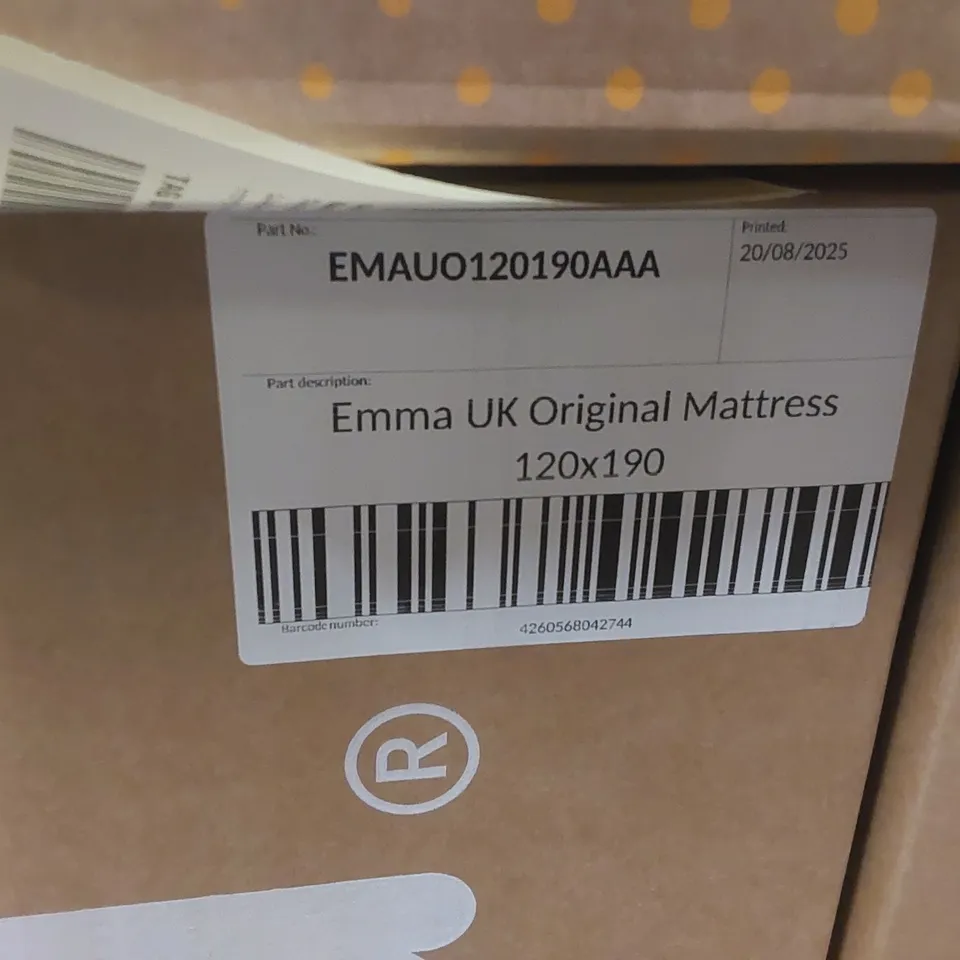 Part No.:
EMAUO120190AAA
Printed:
20/08/2025
Part description:
Emma UK Original Mattress
120x190
Barcode number:
4260568042744
®